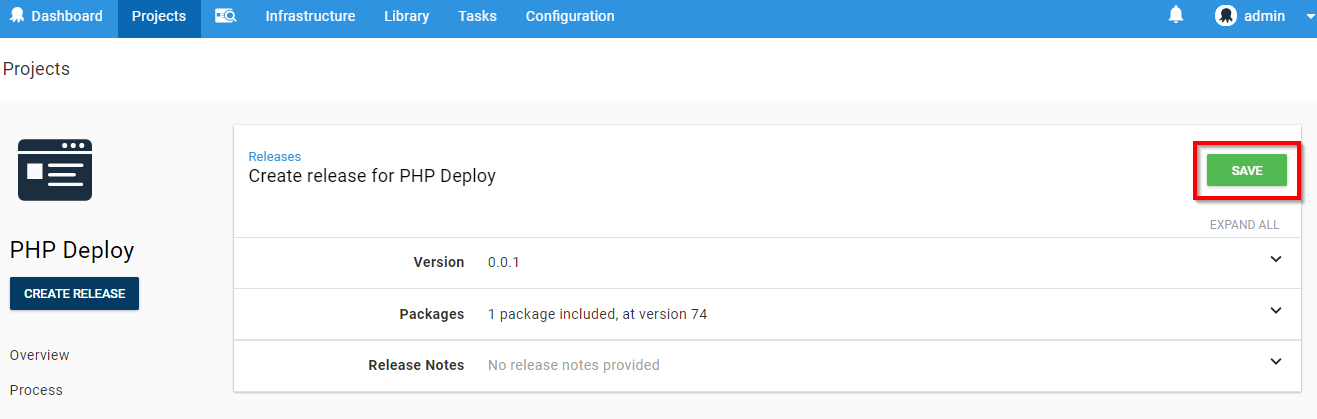 Dashboard Projects Infrastructure Library Tasks Configuration admin
Projects
Releases
Create release for PHP Deploy
SAVE
EXPAND ALL
PHP Deploy
CREATE RELEASE
Overview
Process
Version 0.0.1
Packages 1 package included, at version 74
Release Notes No release notes provided